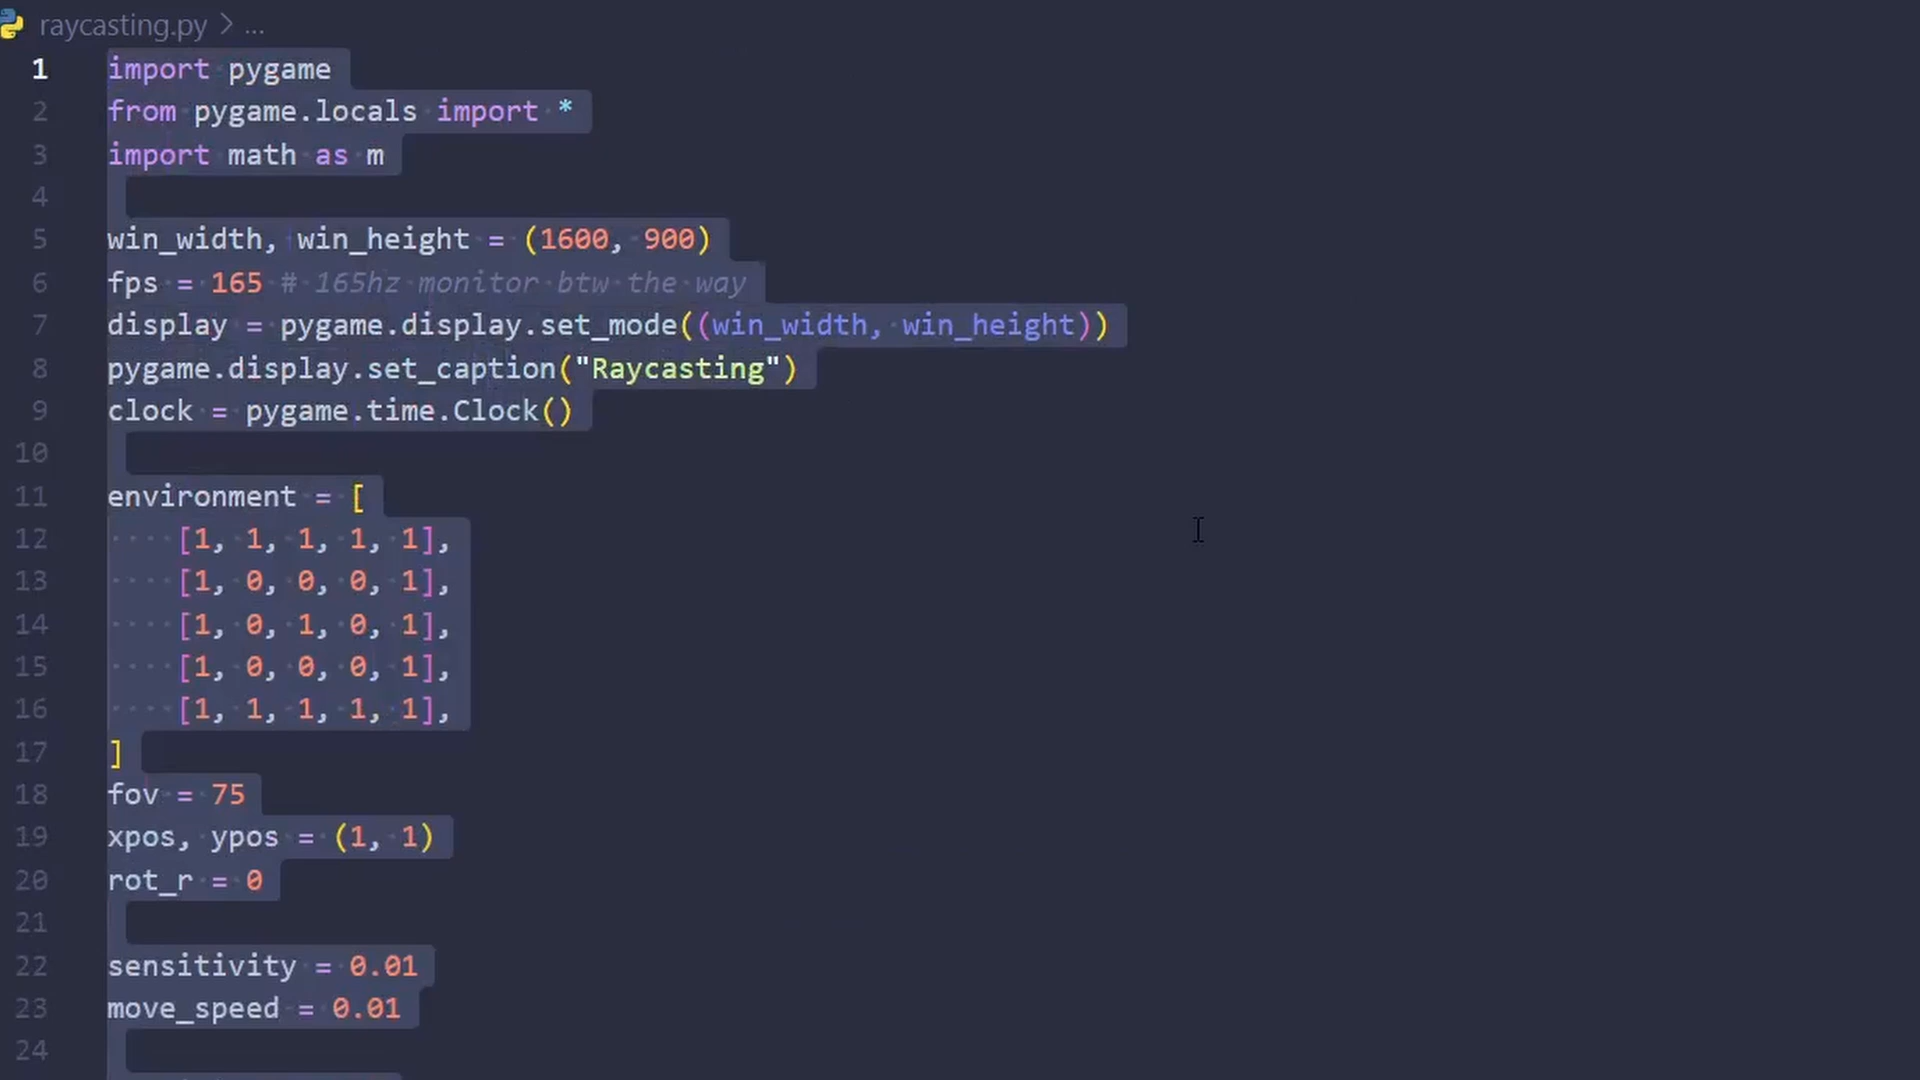 raycasting.py > ...
1 import pygame
2 from pygame.locals import *
3 import math as m
4
5 win_width, win_height = (1600, 900)
6 fps = 165 # 165hz monitor btw the way
7 display = pygame.display.set_mode((win_width, win_height))
8 pygame.display.set_caption("Raycasting")
9 clock = pygame.time.Clock()
10
11 environment = [
12     [1, 1, 1, 1, 1],
13     [1, 0, 0, 0, 1],
14     [1, 0, 1, 0, 1],
15     [1, 0, 0, 0, 1],
16     [1, 1, 1, 1, 1],
17 ]
18 fov = 75
19 xpos, ypos = (1, 1)
20 rot_r = 0
21
22 sensitivity = 0.01
23 move_speed = 0.01
24